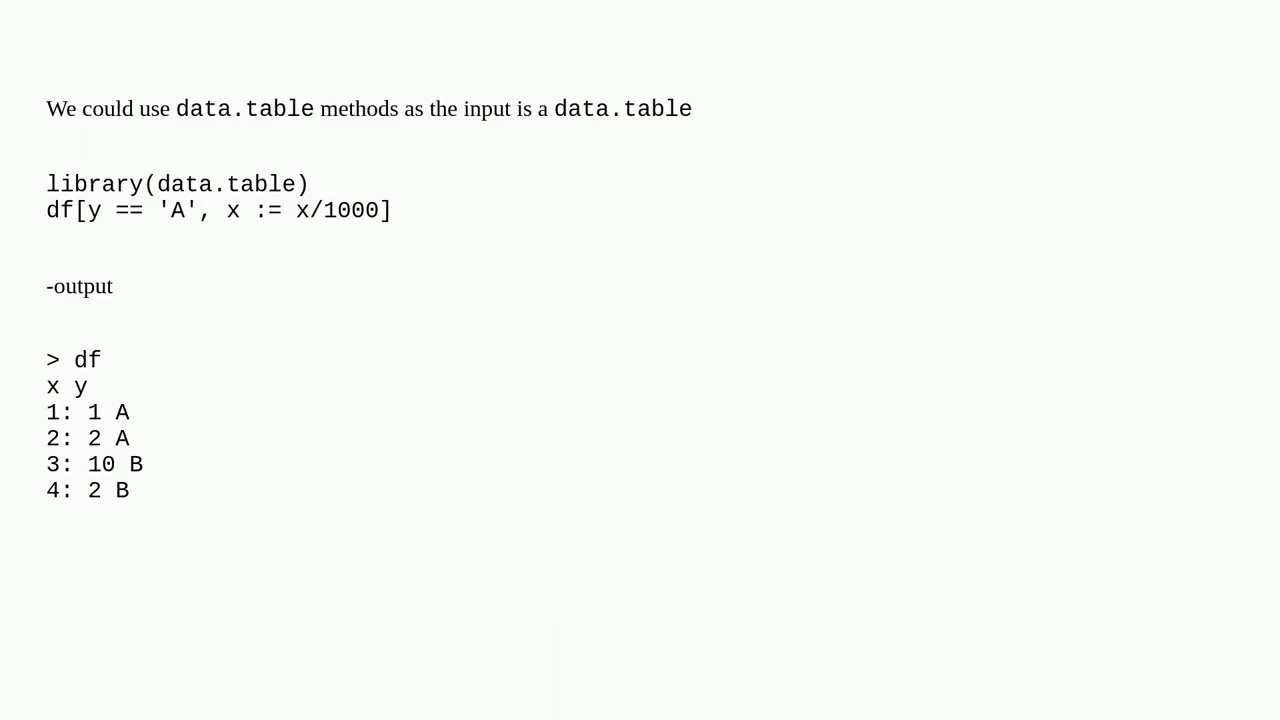 We could use data.table methods as the input is a data.table
library(data.table)
df[y == 'A', x := x/1000]
-output
> df
x y
1: 1 A
2: 2 A
3: 10 B
4: 2 B